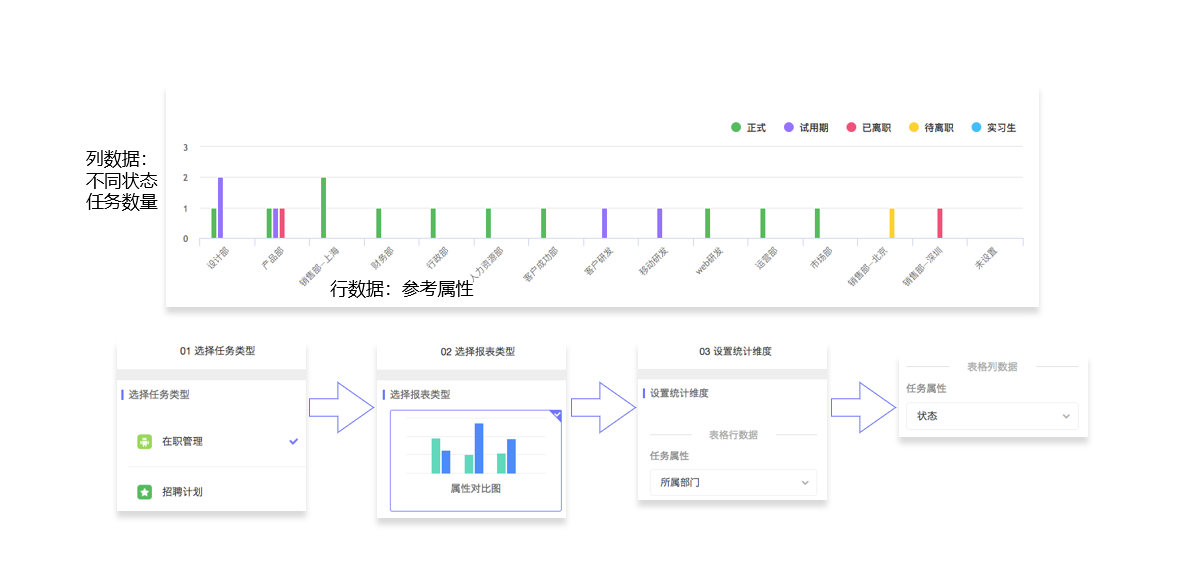 正式
试用期
已离职
待离职
实习生
列数据：
不同状态
任务数量
3
2
1
0
设计部
产品部
销售部--上海
财务部
行政部
人力资源部
客户成功部
客户研发
移动研发
web研发
运营部
市场部
销售部--北京
销售部--深圳
未设置
行数据：参考属性
01 选择任务类型
选择任务类型
在职管理
招聘计划
02 选择报表类型
选择报表类型
属性对比图
03 设置统计维度
设置统计维度
表格行数据
任务属性
所属部门
表格列数据
任务属性
状态